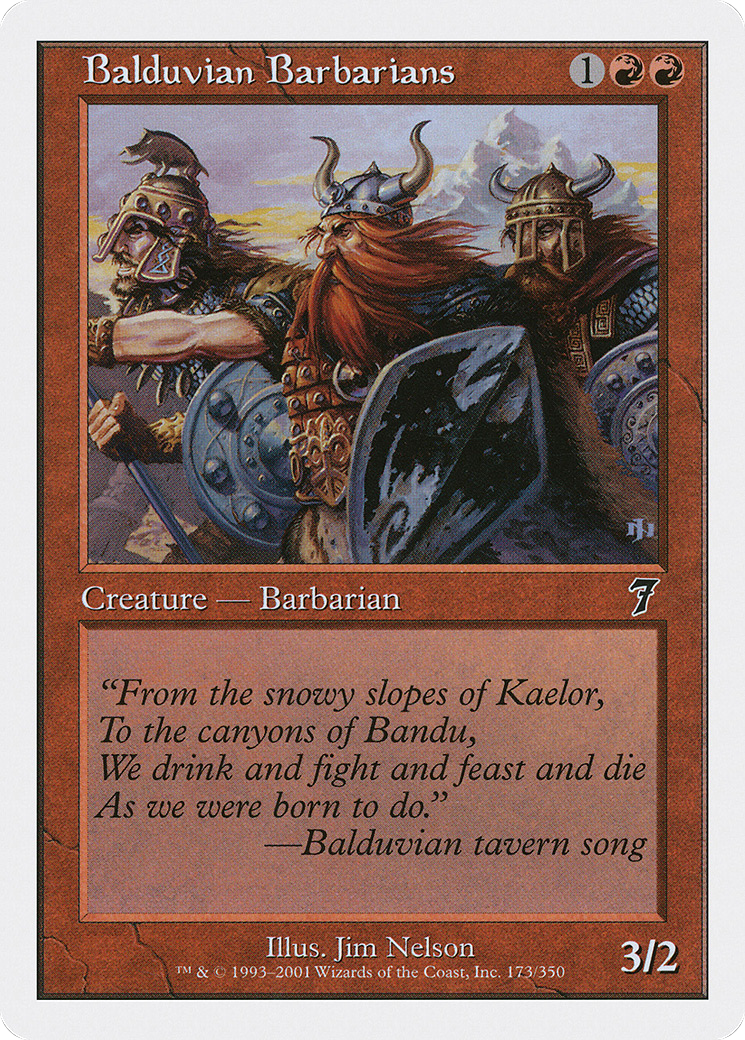 Balduvian Barbarians 1
Creature — Barbarian 7
“From the snowy slopes of Kaelor,
To the canyons of Bandu,
We drink and fight and feast and die
As we were born to do.”
—Balduvian tavern song
Illus. Jim Nelson
3/2
™ & © 1993–2001 Wizards of the Coast, Inc. 173/350